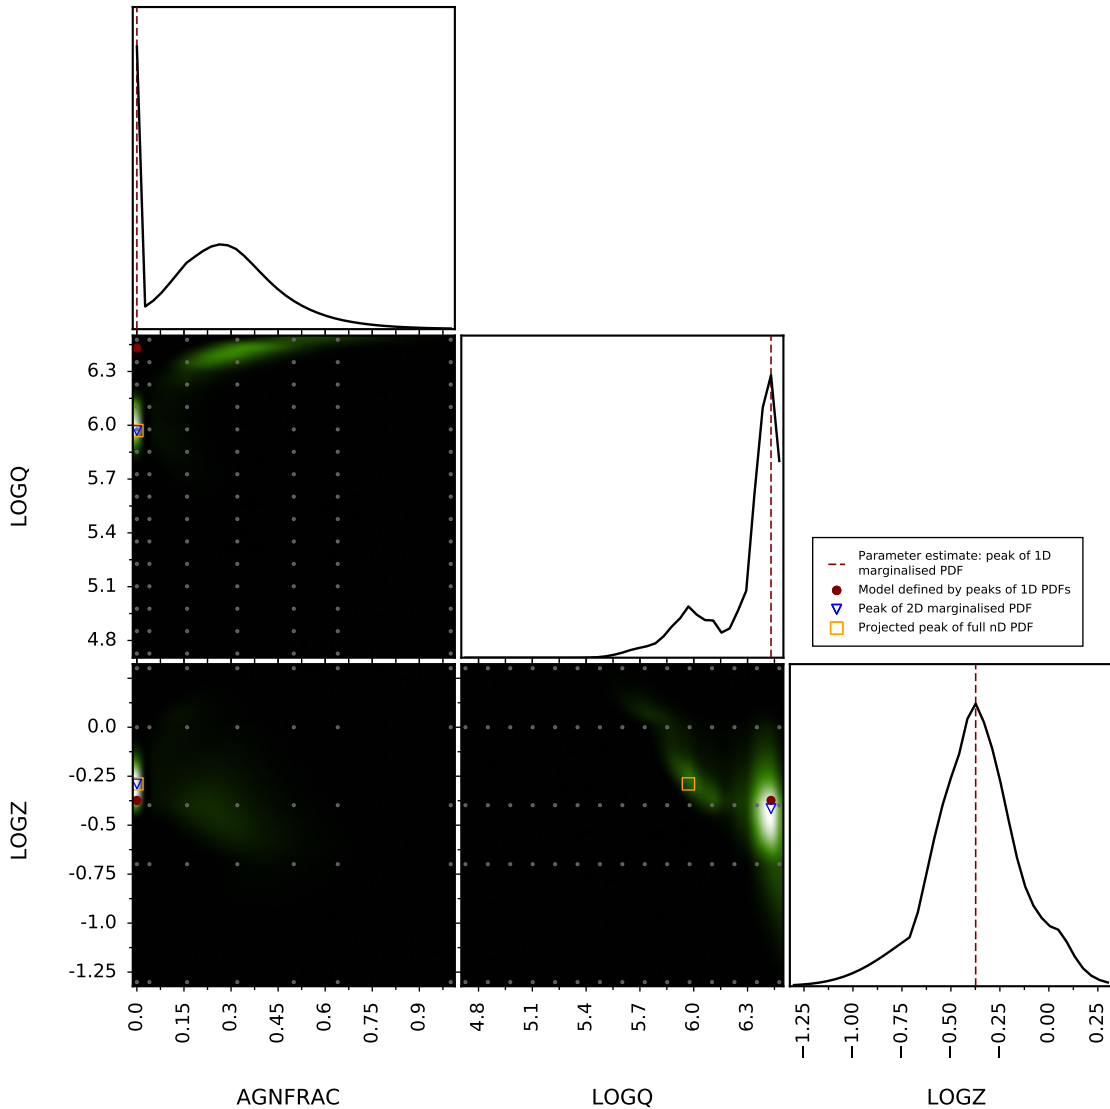 6.3
6.0
5.7
5.4
5.1
4.8
LOGQ
Parameter estimate: peak of 1D
marginalised PDF
Model defined by peaks of 1D PDFs
Peak of 2D marginalised PDF
Projected peak of full nD PDF
0.0
-0.25
-0.5
-0.75
-1.0
-1.25
LOGZ
0.0 0.15 0.3 0.45 0.6 0.75 0.9
4.8 5.1 5.4 5.7 6.0 6.3
−1.25 −1.00 −0.75 −0.50 −0.25 0.00 0.25
AGNFRAC LOGQ LOGZ